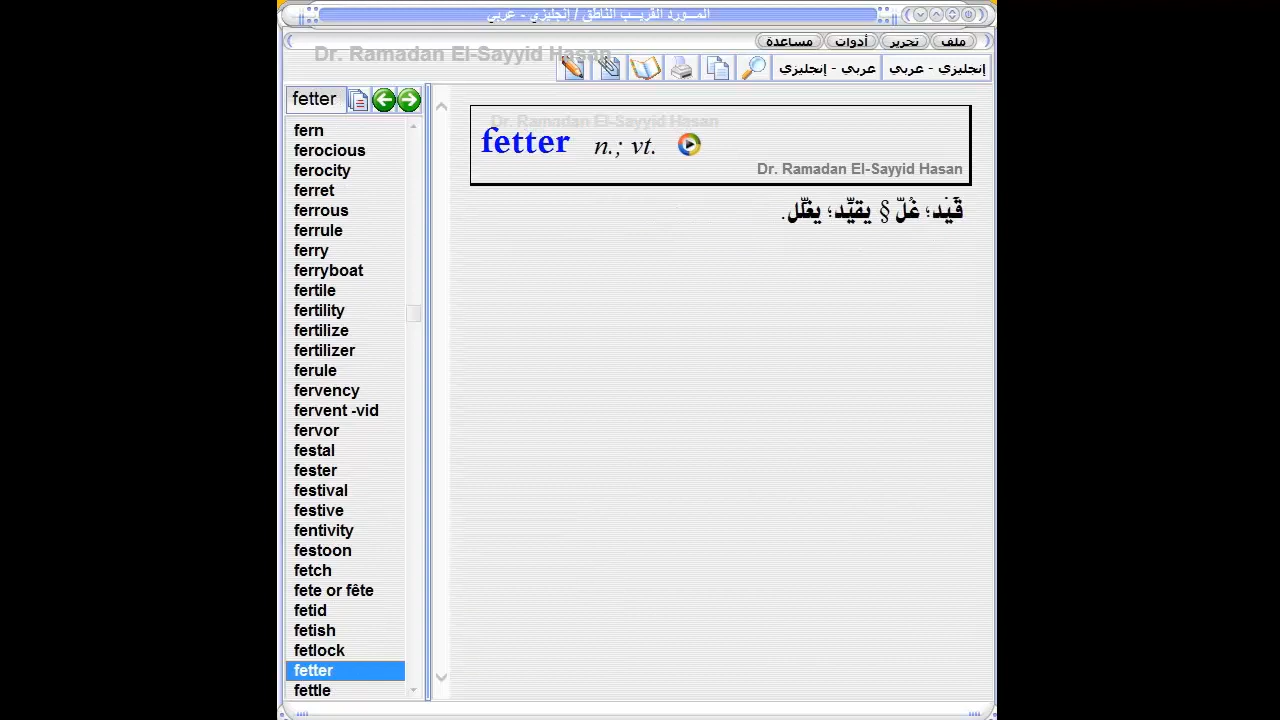 المــورد القريــب الناطق / إنجليزي - عربي
ملف تحرير أدوات مساعدة
Dr. Ramadan El-Sayyid Hasan
إنجليزي - عربي عربي - إنجليزي
fetter
fern
ferocious
ferocity
ferret
ferrous
ferrule
ferry
ferryboat
fertile
fertility
fertilize
fertilizer
ferule
fervency
fervent -vid
fervor
festal
fester
festival
festive
fentivity
festoon
fetch
fete or fête
fetid
fetish
fetlock
fetter
fettle
Dr. Ramadan El-Sayyid Hasan
fetter n.; vt.
Dr. Ramadan El-Sayyid Hasan
قَيْد؛ غُلّ § يقيِّد؛ يغلِّل.